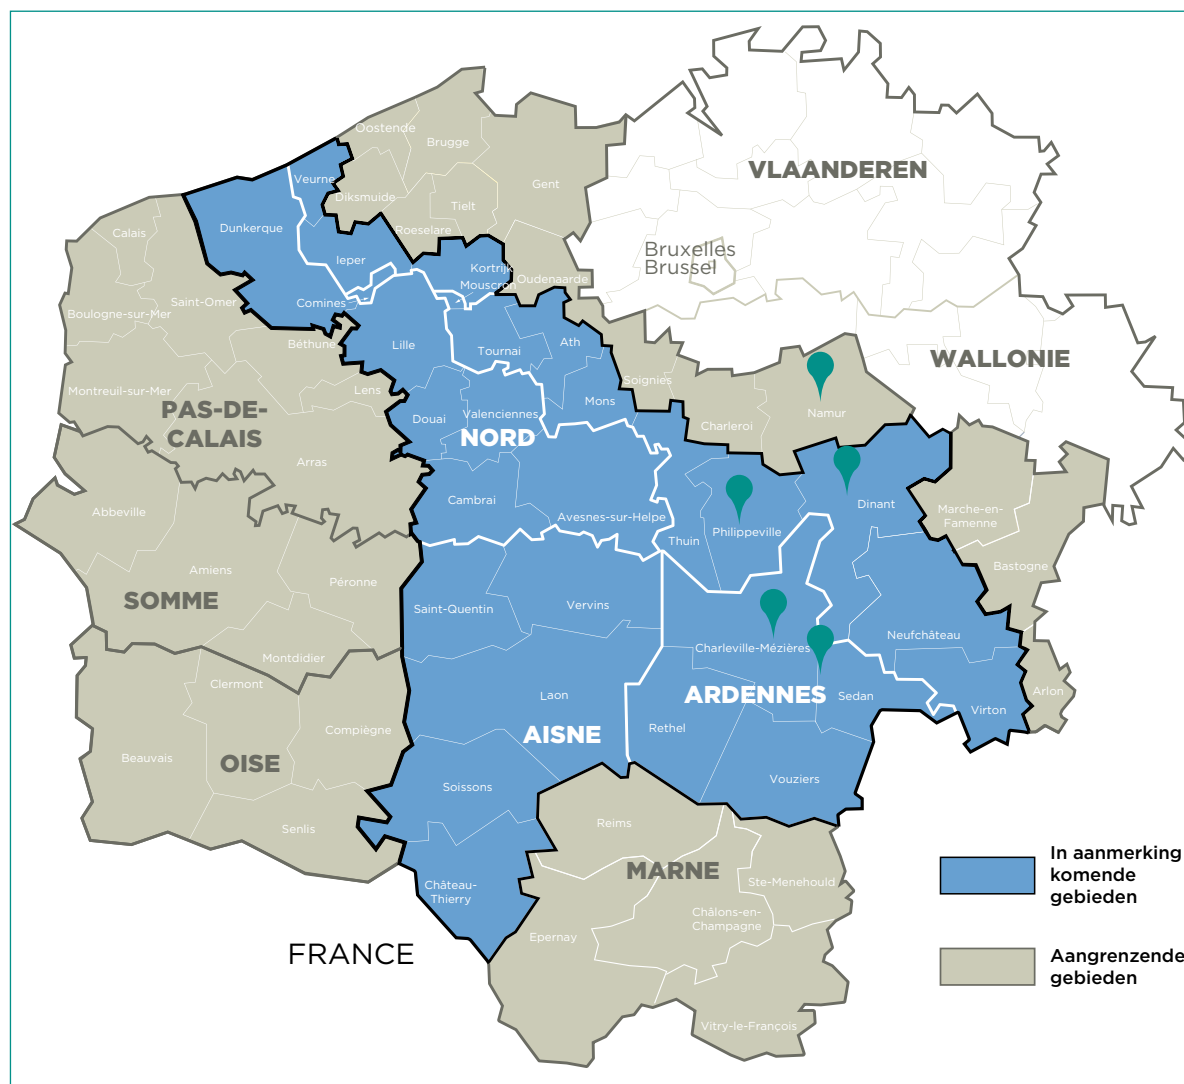 Oostende
Brugge
VLAANDEREN
Veurne
Gent
Diksmuide
Tielt
Calais
Dunkerque
Roeselare
Ieper
Bruxelles
Brussel
Kortrijk
Mouscron
Oudenaarde
Saint-Omer
Comines
Boulogne-sur-Mer
Béthune
Lille
Tournai
Ath
WALLONIE
Soignies
Montreuil-sur-Mer
Lens
Mons
PAS-DE-
CALAIS
Douai
Valenciennes
NORD
Charleroi
Namur
Arras
Abbeville
Cambrai
Avesnes-sur-Helpe
Thuin
Philippeville
Dinant
Marche-en-
Famenne
Bastogne
Amiens
Péronne
SOMME
Saint-Quentin
Vervins
Neufchâteau
Montdidier
Charleville-Mézières
Clermont
Laon
ARDENNES
Sedan
Arlon
Virton
Compiègne
Rethel
AISNE
Beauvais
OISE
Soissons
Vouziers
Senlis
Reims
MARNE
Château-
Thierry
Ste-Menehould
Châlons-en-
Champagne
Epernay
FRANCE
Vitry-le-François
In aanmerking
komende
gebieden
Aangrenzende
gebieden